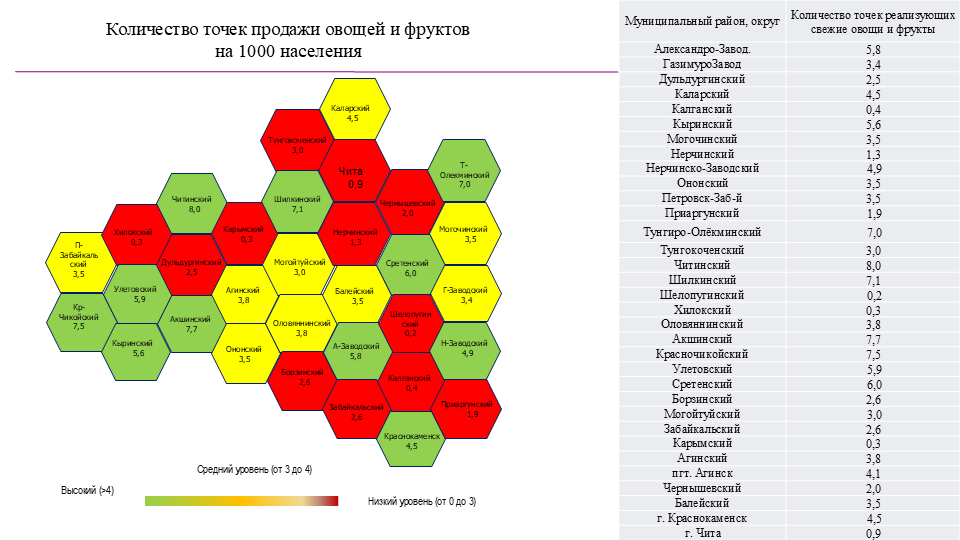 Количество точек продажи овощей и фруктов
на 1000 населения
Каларский
4,5
Тунгокоченский
3,0
Чита
0,9
Т-
Олекминский
7,0
Читинский
8,0
Шилкинский
7,1
Чернышевский
2,0
Хилокский
0,3
Карымский
0,3
Нерчинский
1,3
Могочинский
3,5
П-
Забайкаль
ский
3,5
Дульдургинский
2,5
Могойтуйский
3,0
Сретенский
6,0
Улетовский
5,9
Агинский
3,8
Балейский
3,5
Г-Заводский
3,4
Кр-
Чикойский
7,5
Акшинский
7,7
Оловяннинский
3,8
Шелопугин
ский
0,2
Кыринский
5,6
Ононский
3,5
А-Заводский
5,8
Н-Заводский
4,9
Борзинский
2,6
Калганский
0,4
Забайкальский
2,6
Приаргунский
1,9
Краснокаменск
4,5
Средний уровень (от 3 до 4)
Высокий (>4)
Низкий уровень (от 0 до 3)
Муниципальный район, округ Количество точек реализующих
свежие овощи и фрукты
Александро-Завод. 5,8
ГазимуроЗавод 3,4
Дульдургинский 2,5
Каларский 4,5
Калганский 0,4
Кыринский 5,6
Могочинский 3,5
Нерчинский 1,3
Нерчинско-Заводский 4,9
Ононский 3,5
Петровск-Заб-й 3,5
Приаргунский 1,9
Тунгиро-Олёкминский 7,0
Тунгокоченский 3,0
Читинский 8,0
Шилкинский 7,1
Шелопугинский 0,2
Хилокский 0,3
Оловяннинский 3,8
Акшинский 7,7
Красночикойский 7,5
Улетовский 5,9
Сретенский 6,0
Борзинский 2,6
Могойтуйский 3,0
Забайкальский 2,6
Карымский 0,3
Агинский 3,8
пгт. Агинск 4,1
Чернышевский 2,0
Балейский 3,5
г. Краснокаменск 4,5
г. Чита 0,9